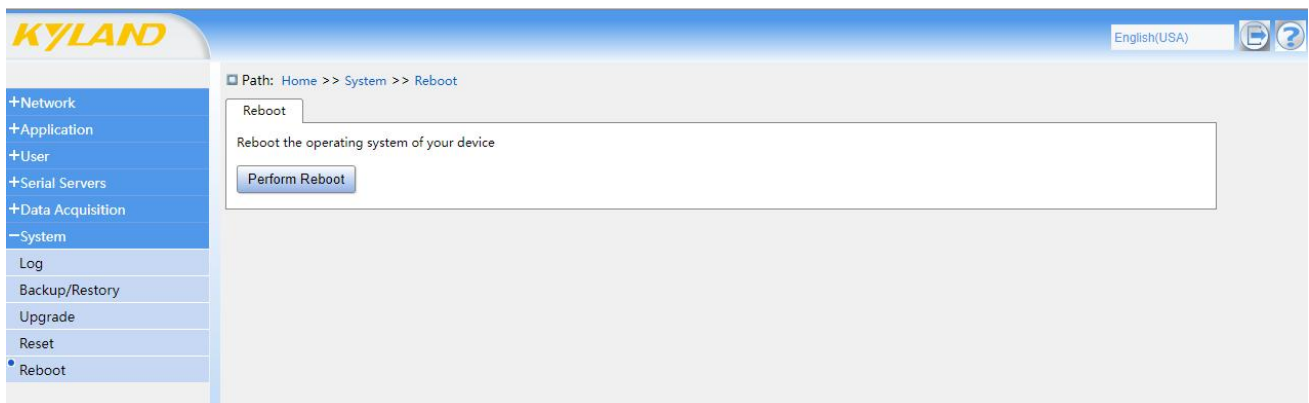 KYLAND
English(USA)
Path: Home >> System >> Reboot
+Network
+Application
+User
+Serial Servers
+Data Acquisition
−System
Log
Backup/Restory
Upgrade
Reset
Reboot
Reboot
Reboot the operating system of your device
Perform Reboot